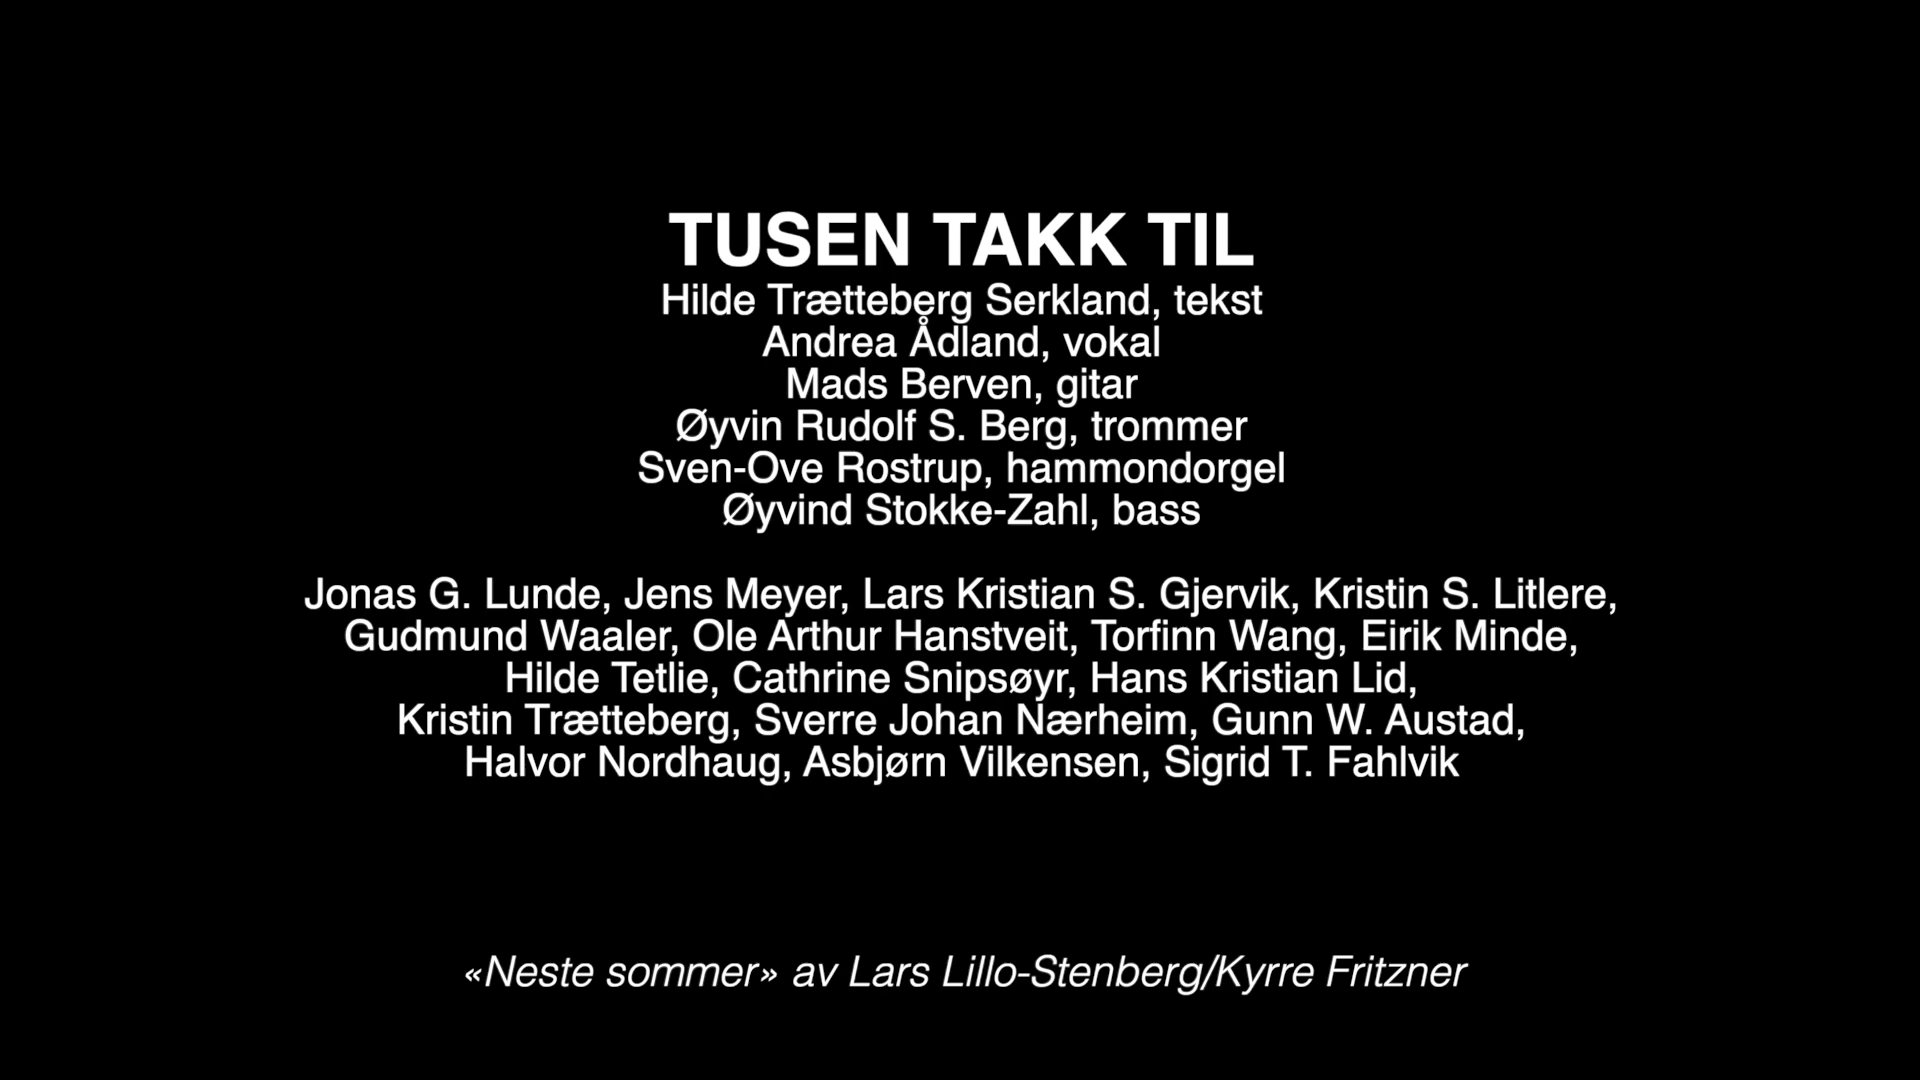 TUSEN TAKK TIL
Hilde Trætteberg Serkland, tekst
Andrea Ådland, vokal
Mads Berven, gitar
Øyvin Rudolf S. Berg, trommer
Sven-Ove Rostrup, hammondorgel
Øyvind Stokke-Zahl, bass
Jonas G. Lunde, Jens Meyer, Lars Kristian S. Gjervik, Kristin S. Litlere,
Gudmund Waaler, Ole Arthur Hanstveit, Torfinn Wang, Eirik Minde,
Hilde Tetlie, Cathrine Snipsøyr, Hans Kristian Lid,
Kristin Trætteberg, Sverre Johan Nærheim, Gunn W. Austad,
Halvor Nordhaug, Asbjørn Vilkensen, Sigrid T. Fahlvik
«Neste sommer» av Lars Lillo-Stenberg/Kyrre Fritzner